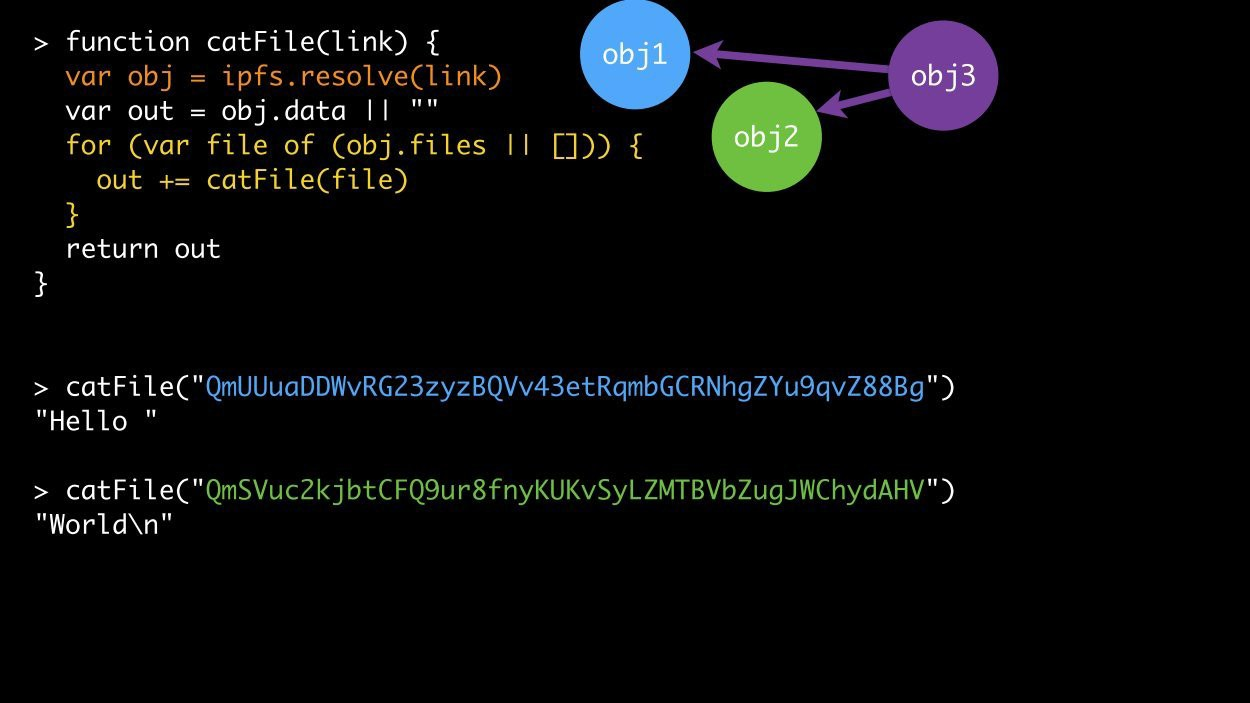 > function catFile(link) {
var obj = ipfs.resolve(link)
var out = obj.data || ""
for (var file of (obj.files || [])) {
out += catFile(file)
}
return out
}
obj1
obj2
obj3
> catFile("QmUUuaDDWvRG23zyzBQVv43etRqmbGCRNhgZYu9qvZ88Bg")
"Hello "
> catFile("QmSVuc2kjbtCFQ9ur8fnyKUKvSyLZMTBVbZugJWChydAHV")
"World\n"